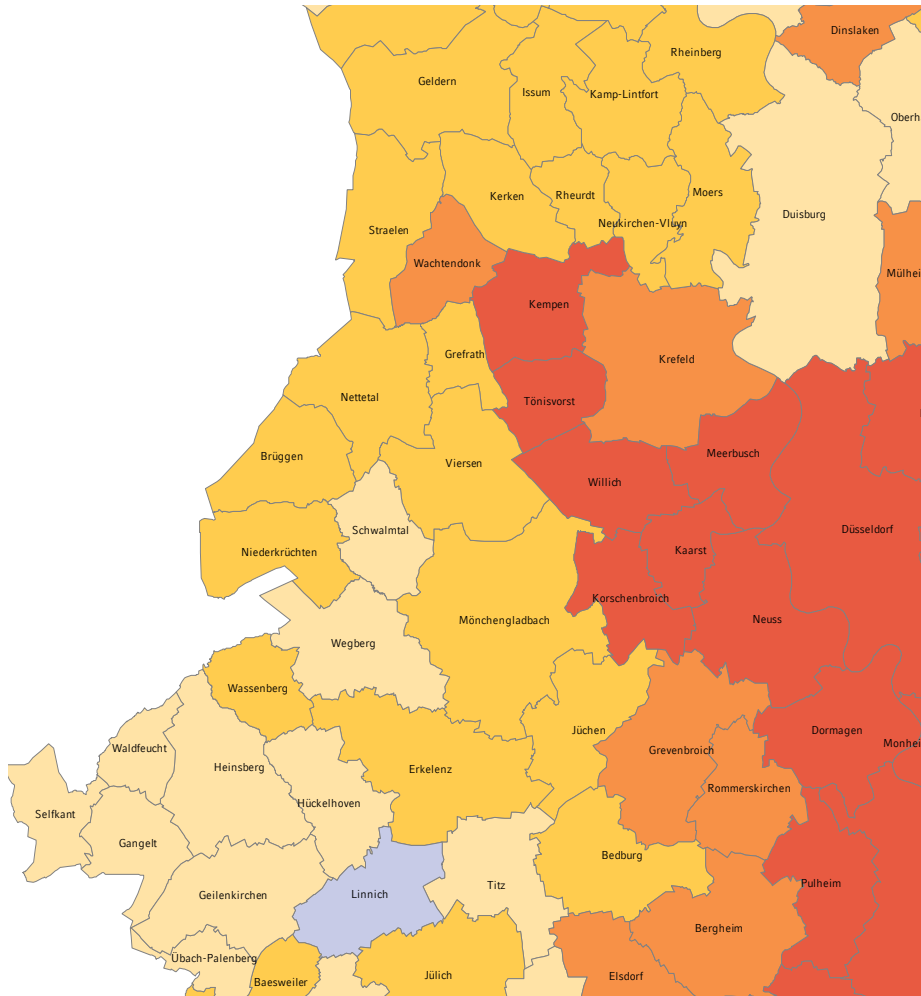 Dinslaken
Rheinberg
Geldern
Issum
Kamp-Lintfort
Oberh
Moers
Kerken
Rheurdt
Duisburg
Neukirchen-Vluyn
Straelen
Wachtendonk
Mülhei
Kempen
Grefrath
Krefeld
Nettetal
Tönisvorst
Brüggen
Viersen
Meerbusch
Willich
Schwalmtal
Düsseldorf
Niederkrüchten
Kaarst
Korschenbroich
Mönchengladbach
Neuss
Wegberg
Wassenberg
Jüchen
Dormagen
Waldfeucht
Grevenbroich
Monhei
Heinsberg
Erkelenz
Rommerskirchen
Hückelhoven
Selfkant
Gangelt
Bedburg
Pulheim
Titz
Geilenkirchen
Linnich
Bergheim
Übach-Palenberg
Jülich
Elsdorf
Baesweiler